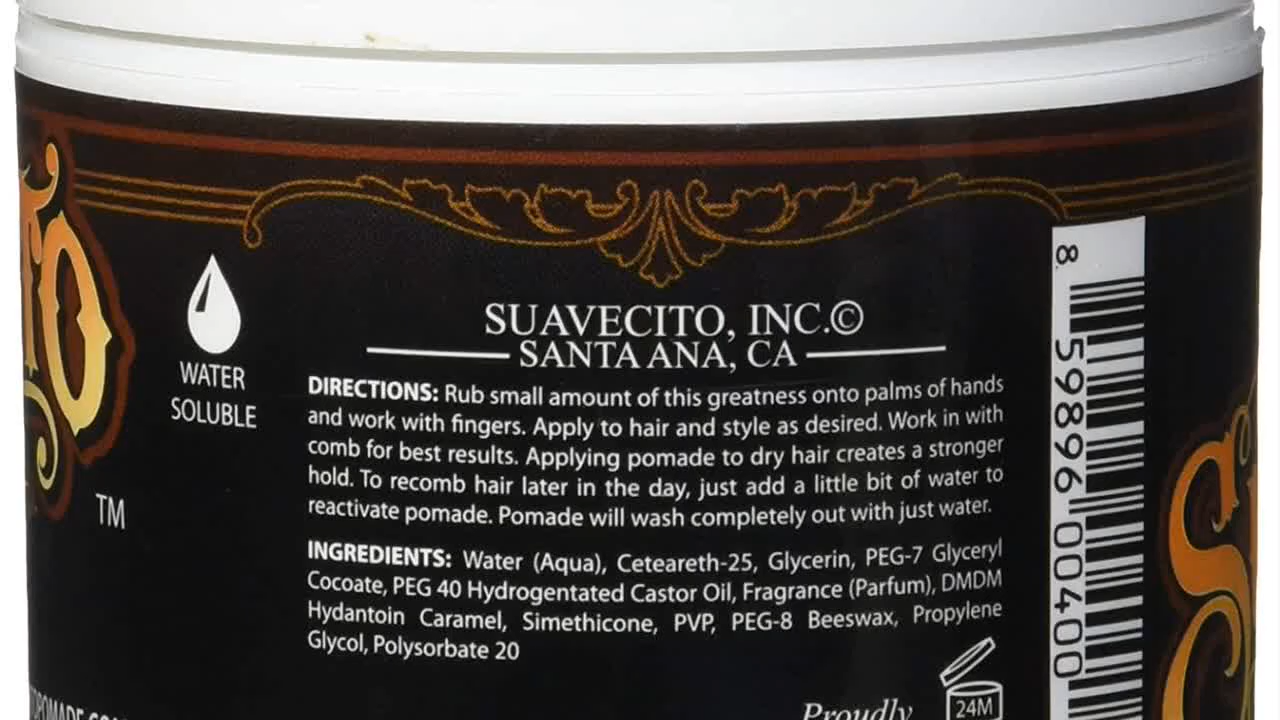 TO
TM
WATER
SOLUBLE
SUAVECITO, INC.©
SANTA ANA, CA
DIRECTIONS: Rub small amount of this greatness onto palms of hands
and work with fingers. Apply to hair and style as desired. Work in with
comb for best results. Applying pomade to dry hair creates a stronger
hold. To recomb hair later in the day, just add a little bit of water to
reactivate pomade. Pomade will wash completely out with just water.
INGREDIENTS: Water (Aqua), Ceteareth-25, Glycerin, PEG-7 Glyceryl
Cocoate, PEG 40 Hydrogentated Castor Oil, Fragrance (Parfum), DMDM
Hydantoin Caramel, Simethicone, PVP, PEG-8 Beeswax, Propylene
Glycol, Polysorbate 20
Proudly
24M
8 59896 00400
S